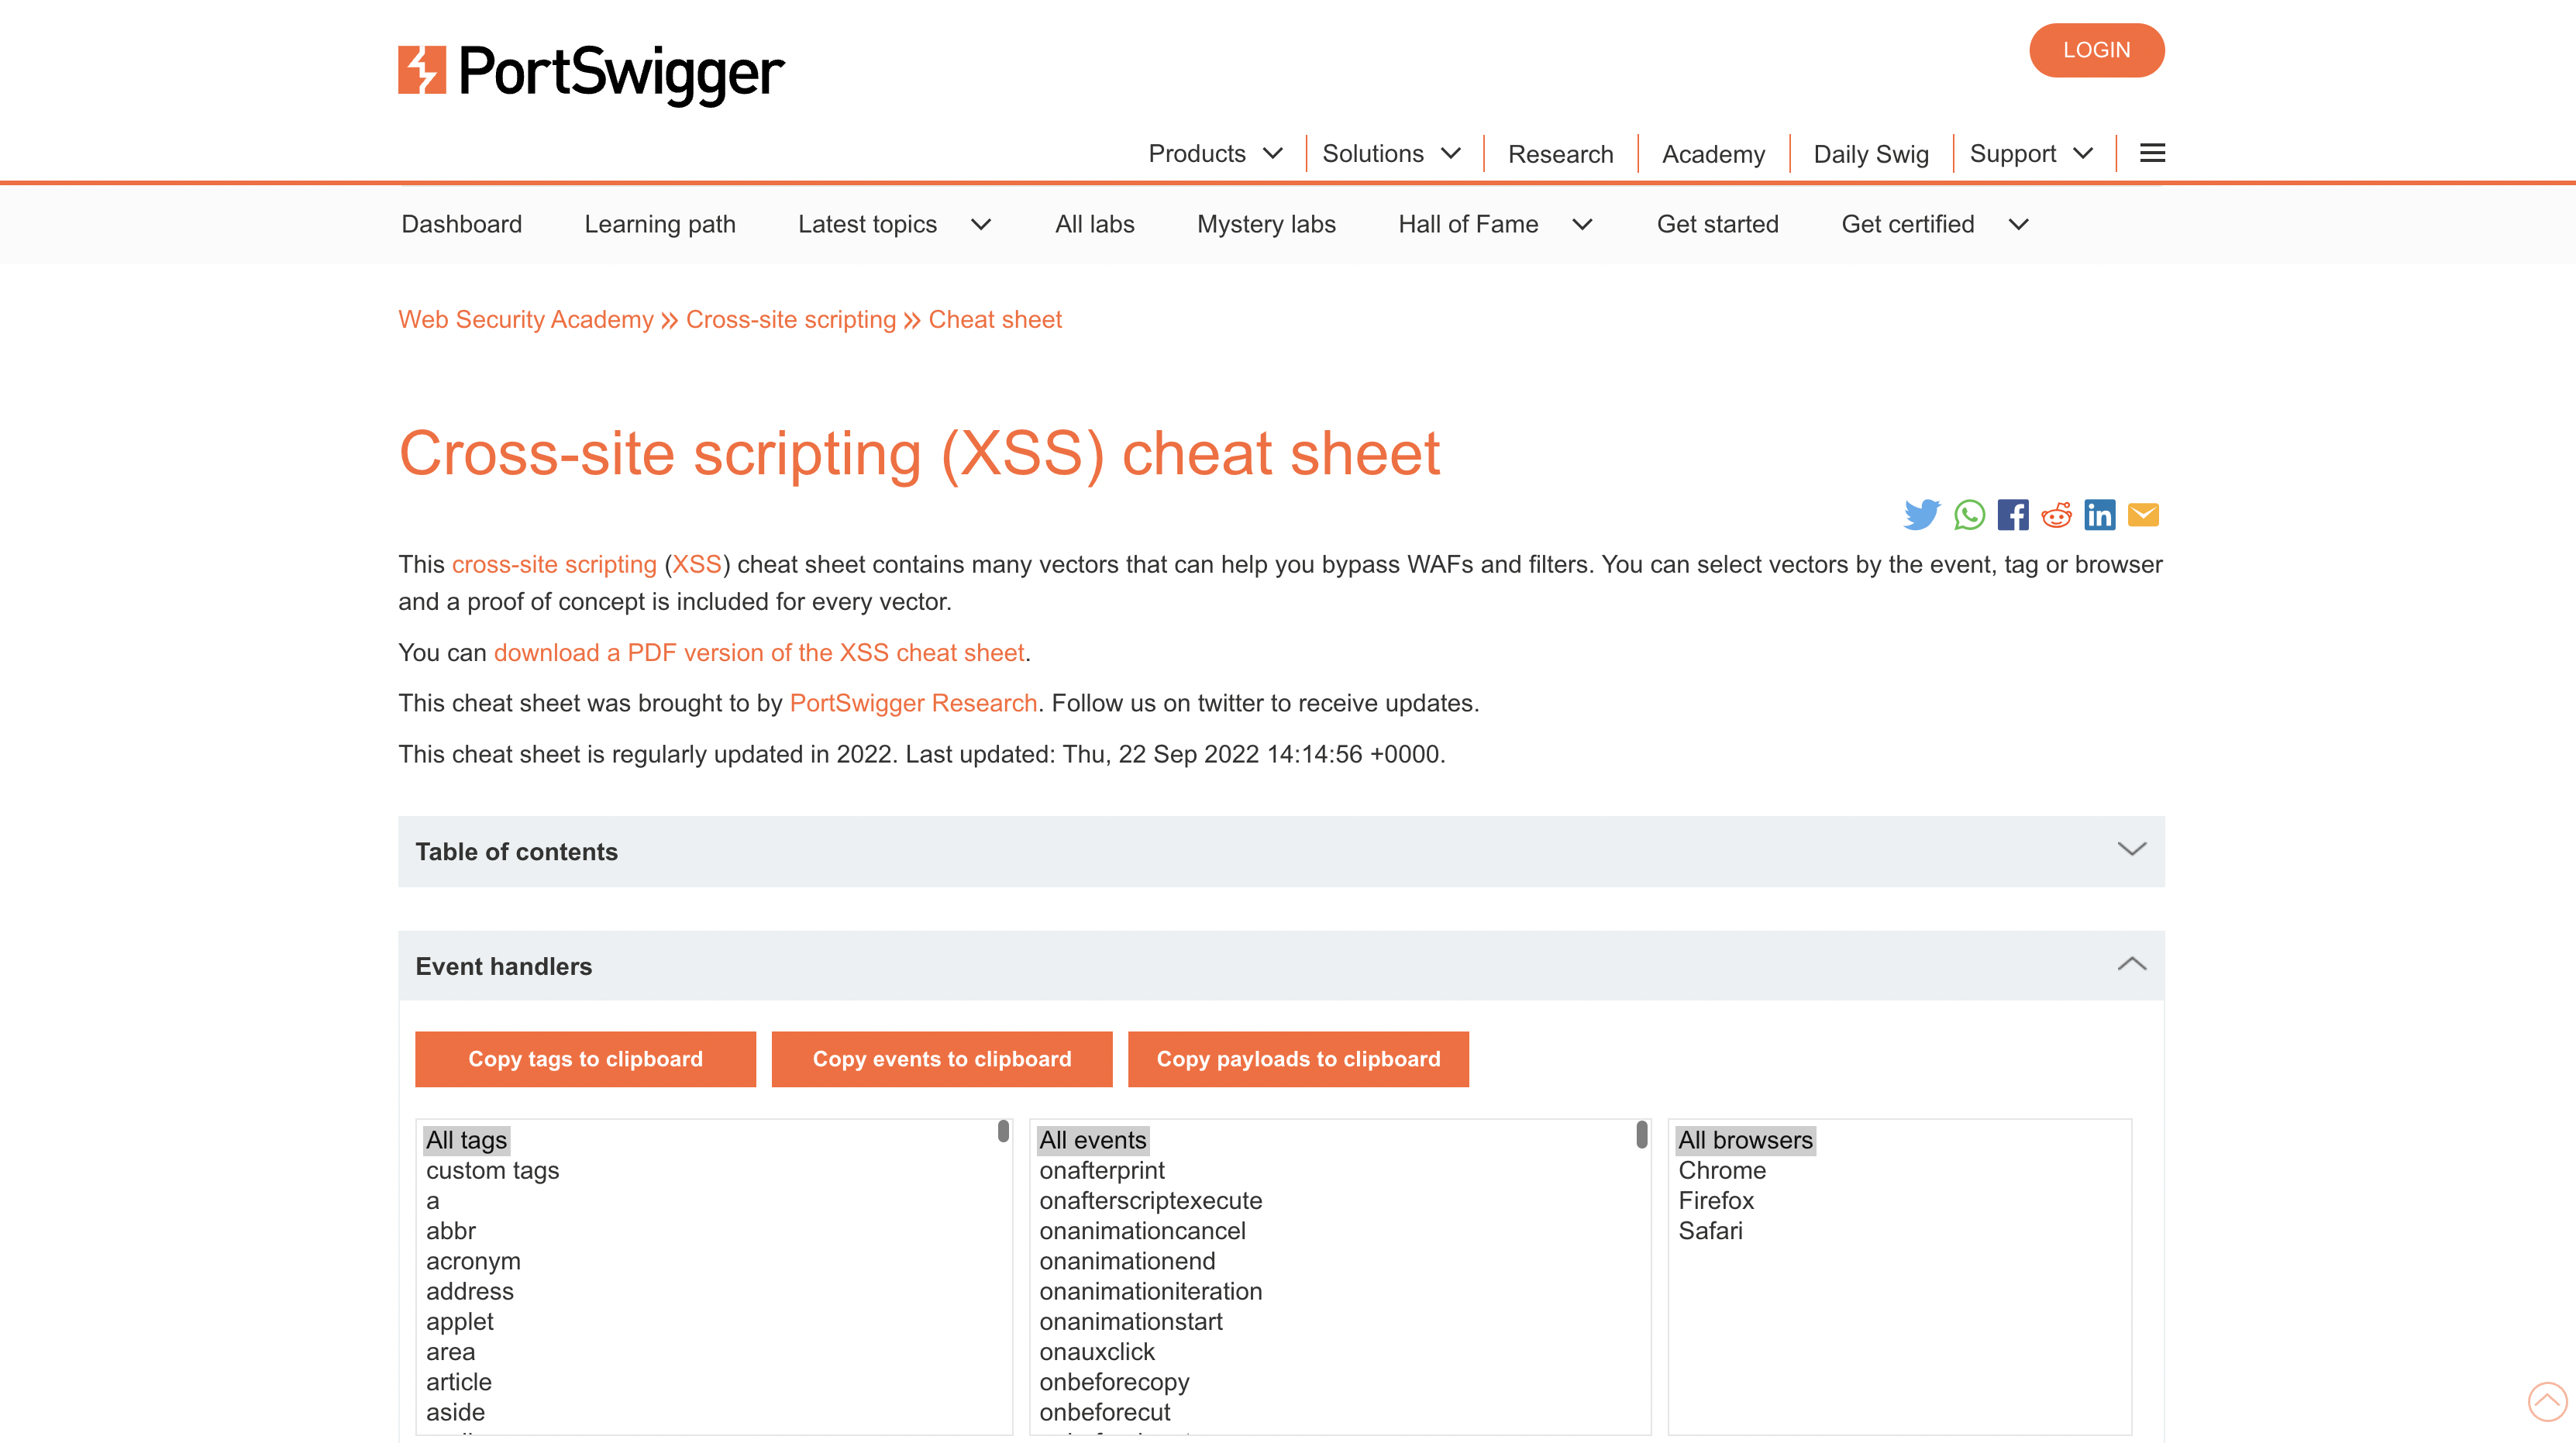 PortSwigger
LOGIN
Products
Solutions
Research
Academy
Daily Swig
Support
Dashboard
Learning path
Latest topics
All labs
Mystery labs
Hall of Fame
Get started
Get certified
Web Security Academy » Cross-site scripting » Cheat sheet
Cross-site scripting (XSS) cheat sheet
This cross-site scripting (XSS) cheat sheet contains many vectors that can help you bypass WAFs and filters. You can select vectors by the event, tag or browser
and a proof of concept is included for every vector.
You can download a PDF version of the XSS cheat sheet.
This cheat sheet was brought to by PortSwigger Research. Follow us on twitter to receive updates.
This cheat sheet is regularly updated in 2022. Last updated: Thu, 22 Sep 2022 14:14:56 +0000.
Table of contents
Event handlers
Copy tags to clipboard
Copy events to clipboard
Copy payloads to clipboard
All tags
custom tags
a
abbr
acronym
address
applet
area
article
aside
All events
onafterprint
onafterscriptexecute
onanimationcancel
onanimationend
onanimationiteration
onanimationstart
onauxclick
onbeforecopy
onbeforecut
All browsers
Chrome
Firefox
Safari